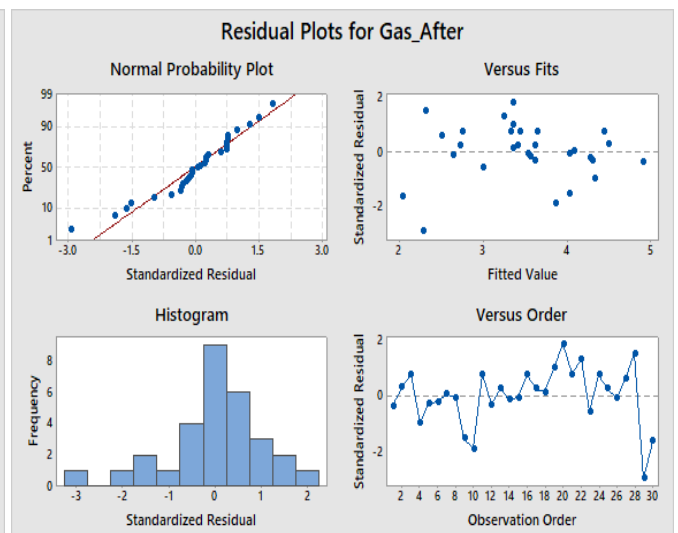 Residual Plots for Gas_After
Normal Probability Plot
99
90
50
10
1
Percent
-3.0 -1.5 0.0 1.5 3.0
Standardized Residual
Versus Fits
2
0
-2
Standardized Residual
2 3 4 5
Fitted Value
Histogram
8
6
4
2
0
Frequency
-3 -2 -1 0 1 2
Standardized Residual
Versus Order
2
0
-2
Standardized Residual
2 4 6 8 10 12 14 16 18 20 22 24 26 28 30
Observation Order